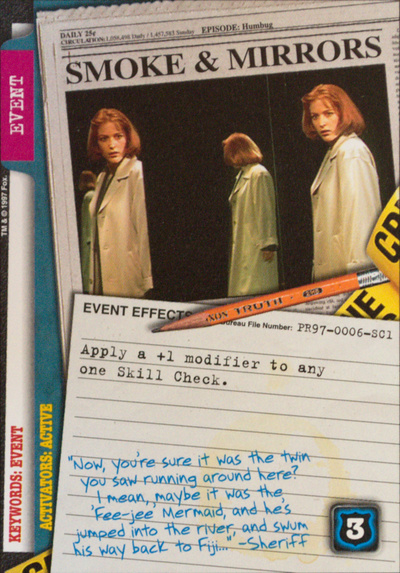 DAILY 25¢
EPISODE: Humbug
SMOKE & MIRRORS
EVENT
TM & © 1997 Fox.
CRI
NE
TRUTH
EVENT EFFECTS
Bureau File Number: PR97-0006-SC1
Apply a +1 modifier to any
one Skill Check.
"Now, you're sure it was the twin
you saw running around here?
I mean, maybe it was the
'Fee-jee' Mermaid, and he's
jumped into the river, and swum
his way back to Fiji..." -Sheriff
3
KEYWORDS: EVENT
ACTIVATORS: ACTIVE